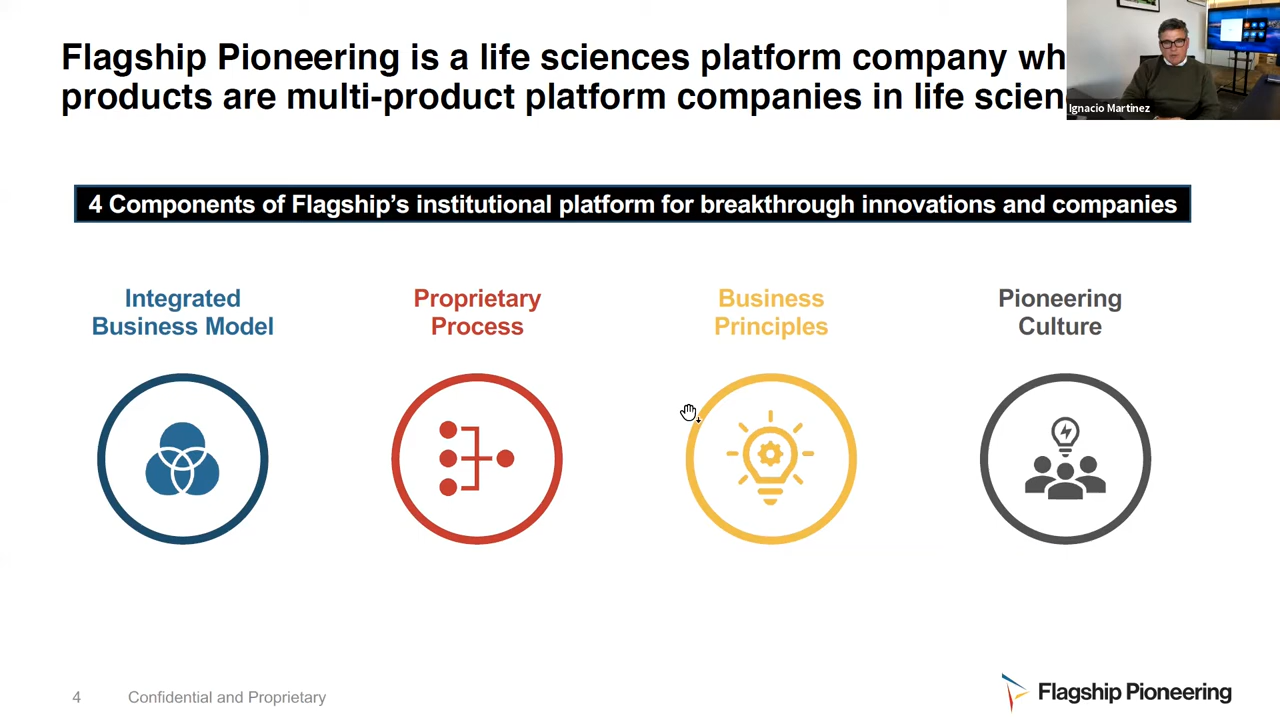 Flagship Pioneering is a life sciences platform company wh
products are multi-product platform companies in life scien
Ignacio Martinez
4 Components of Flagship’s institutional platform for breakthrough innovations and companies
Integrated
Business Model
Proprietary
Process
Business
Principles
Pioneering
Culture
4 Confidential and Proprietary
Flagship Pioneering